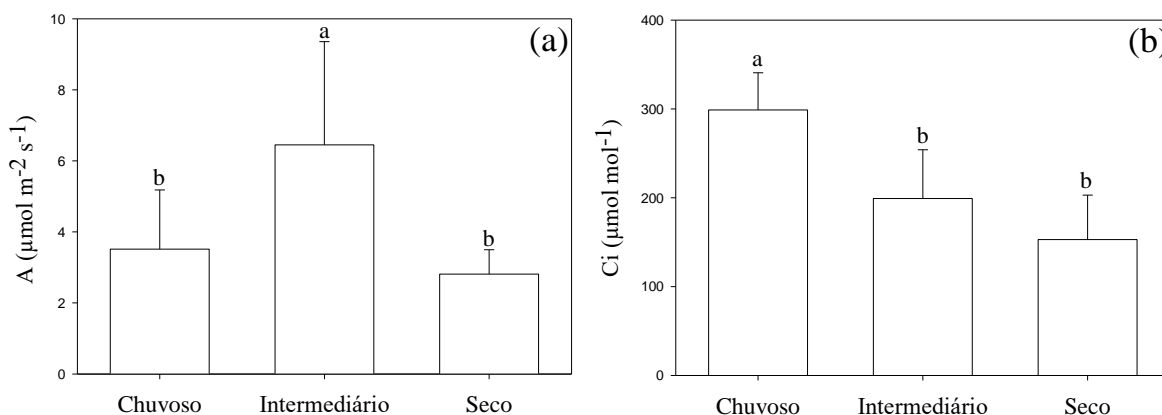 (a)
A (µmol m-2 s-1)
10
8
6
4
2
0
b
a
b
Chuvoso
Intermediário
Seco
(b)
Ci (µmol mol-1)
400
300
200
100
0
a
b
b
Chuvoso
Intermediário
Seco